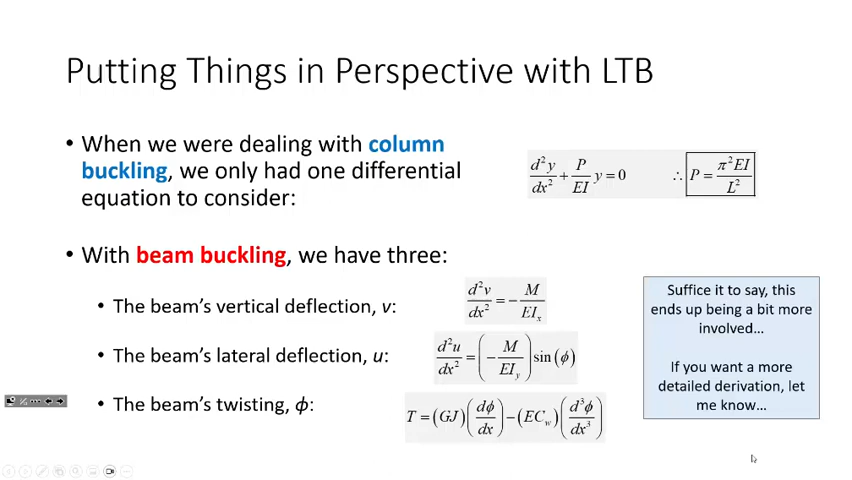 Putting Things in Perspective with LTB
• When we were dealing with column
buckling, we only had one differential
equation to consider:
d²y/dx² + P/EI y = 0 ∴ P = π²EI/L²
• With beam buckling, we have three:
• The beam's vertical deflection, v:
d²v/dx² = − M/EIₓ
• The beam's lateral deflection, u:
d²u/dx² = (− M/EI_y) sin(ϕ)
• The beam's twisting, ϕ:
T = (GJ)(dϕ/dx) − (EC_w)(d³ϕ/dx³)
Suffice it to say, this
ends up being a bit more
involved…
If you want a more
detailed derivation, let
me know…